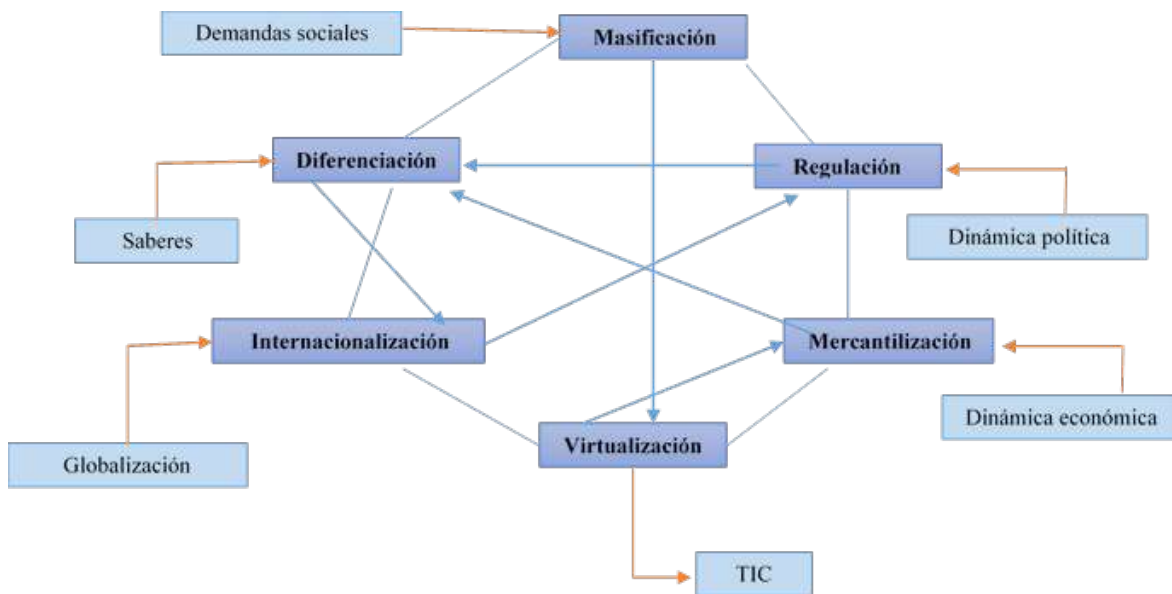 Demandas sociales
Masificación
Diferenciación
Regulación
Saberes
Dinámica política
Internacionalización
Mercantilización
Dinámica económica
Virtualización
Globalización
TIC